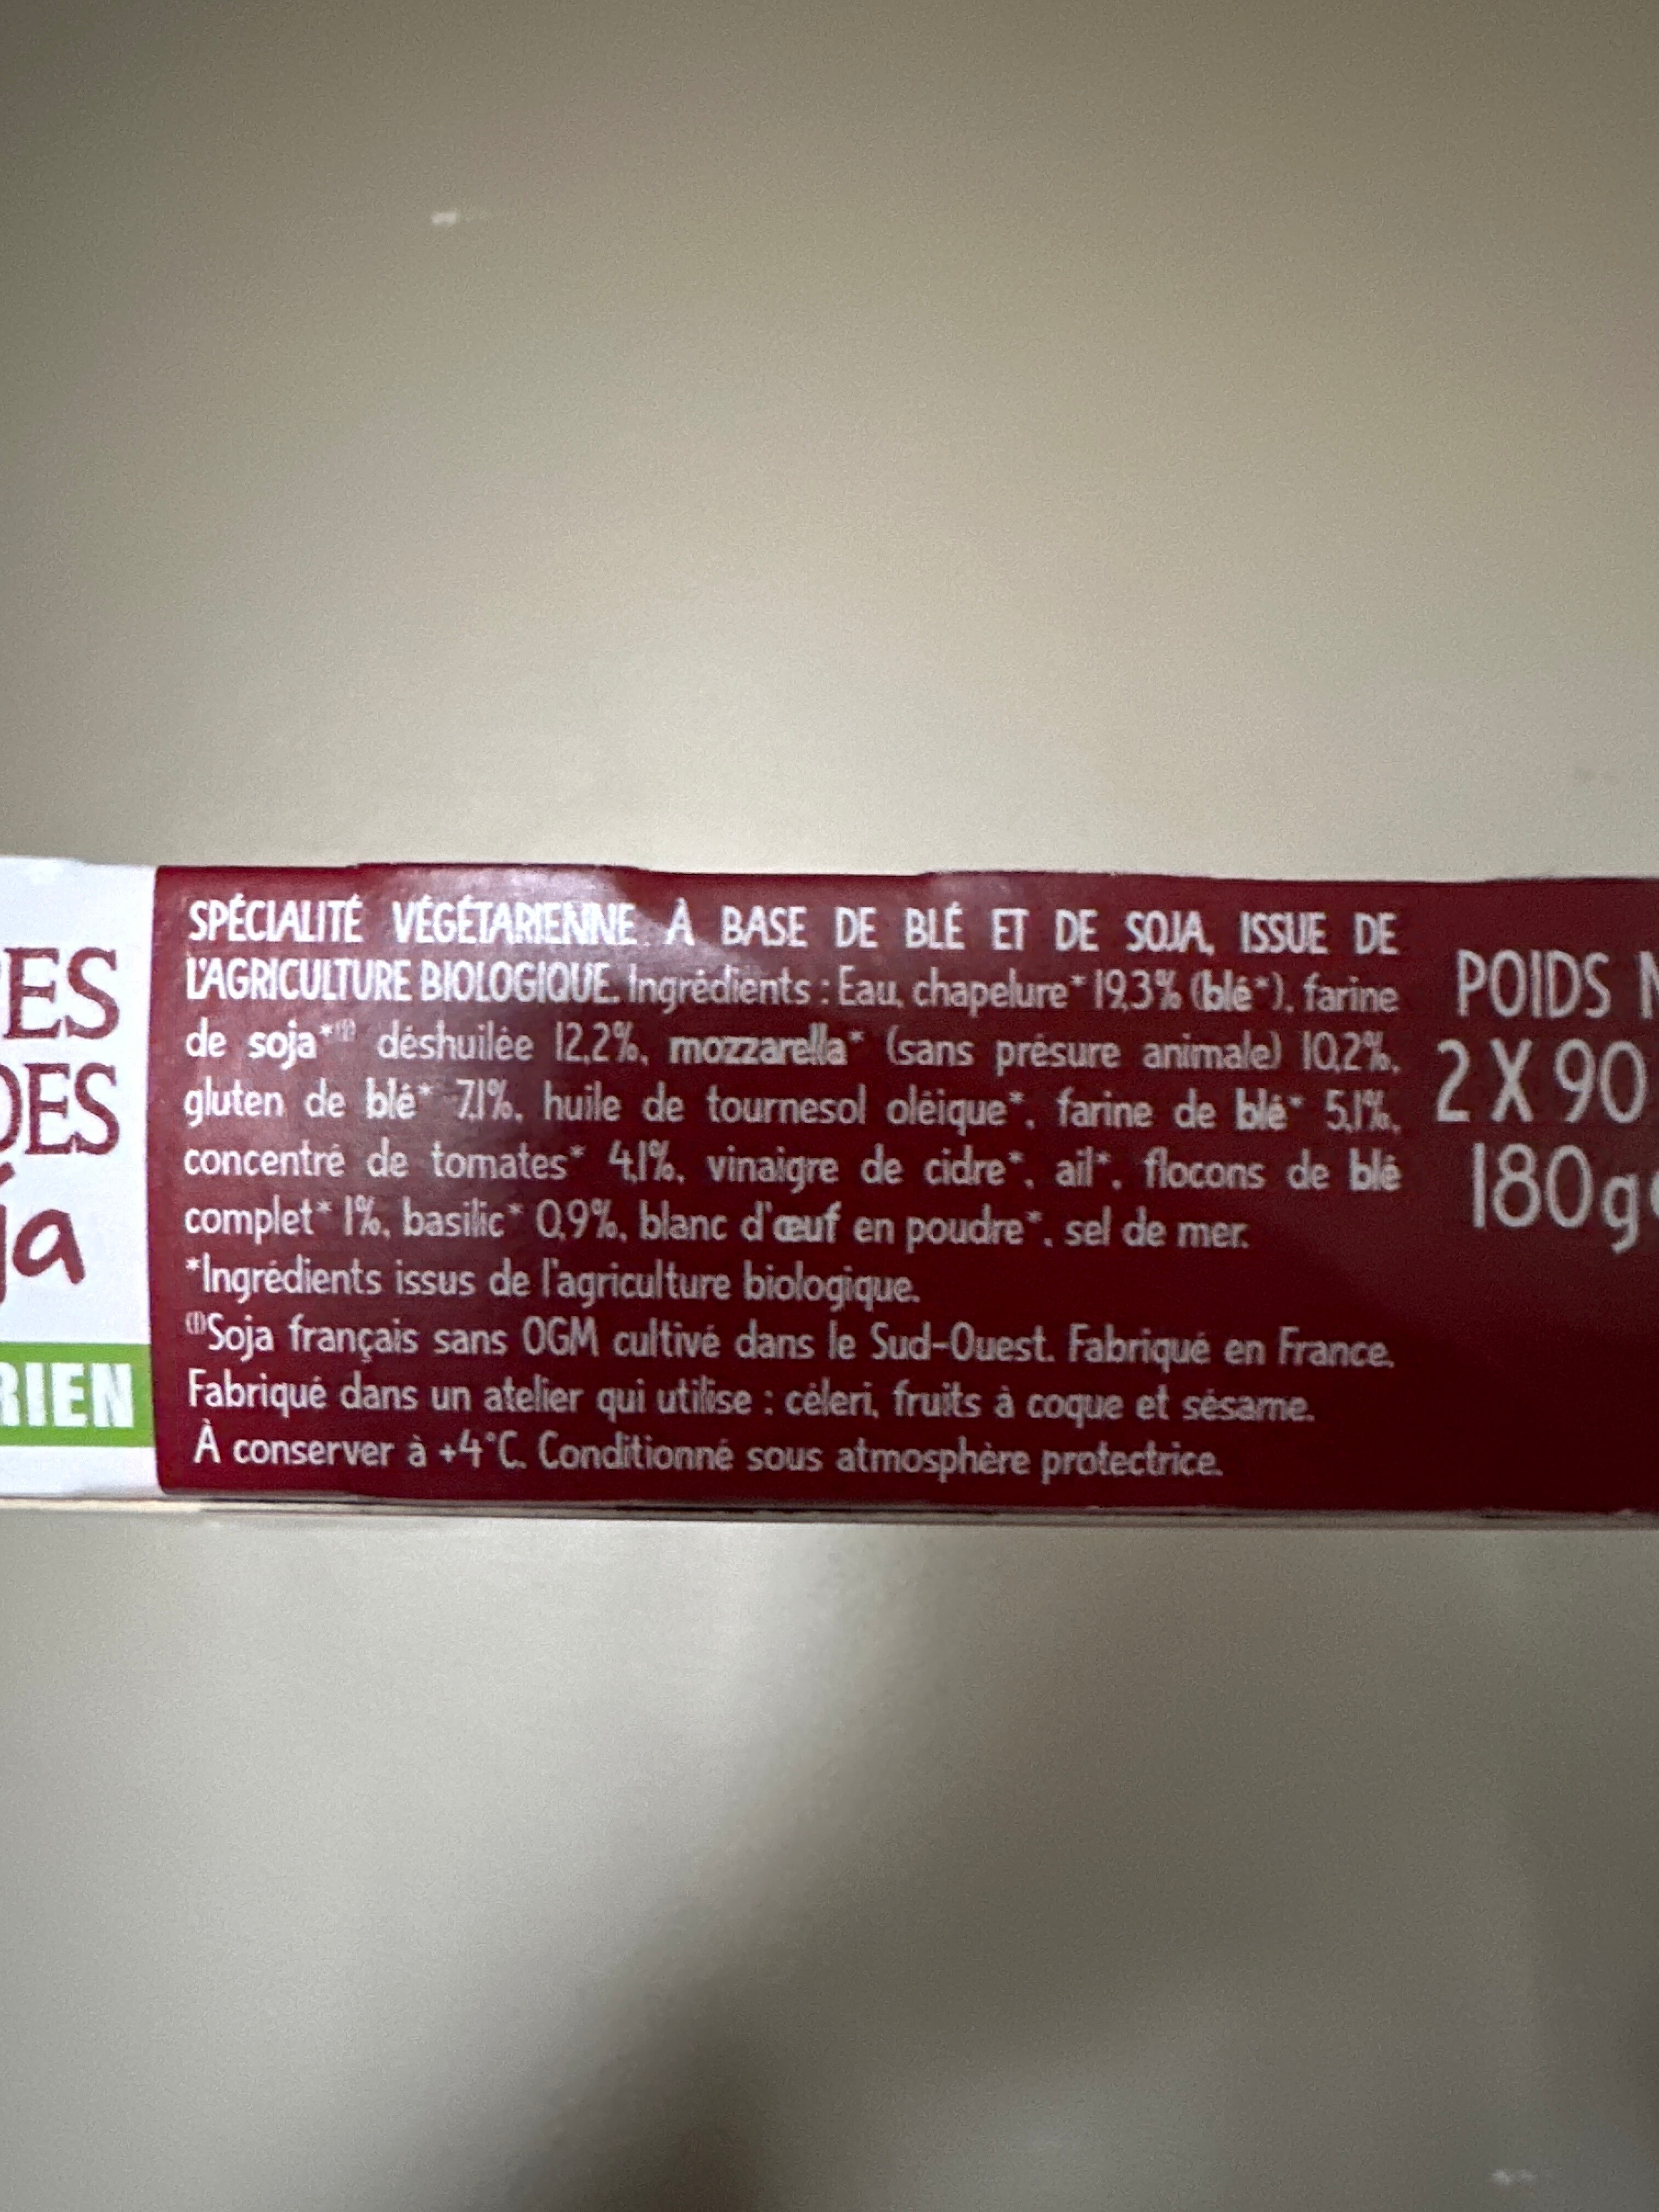 ES
DES
ja
RIEN
SPÉCIALITÉ VÉGÉTARIENNE À BASE DE BLÉ ET DE SOJA, ISSUE DE
L'AGRICULTURE BIOLOGIQUE. Ingrédients : Eau, chapelure* 19,3% (blé*), farine
de soja*⁽¹⁾ déshuilée 12,2%, mozzarella* (sans présure animale) 10,2%,
gluten de blé* 7,1%, huile de tournesol oléique*, farine de blé* 5,1%,
concentré de tomates* 4,1%, vinaigre de cidre*, ail*, flocons de blé
complet* 1%, basilic* 0,9%, blanc d'œuf en poudre*, sel de mer.
*Ingrédients issus de l'agriculture biologique.
⁽¹⁾Soja français sans OGM cultivé dans le Sud-Ouest. Fabriqué en France.
Fabriqué dans un atelier qui utilise : céleri, fruits à coque et sésame.
À conserver à +4°C. Conditionné sous atmosphère protectrice.
POIDS N
2 X 90
180g